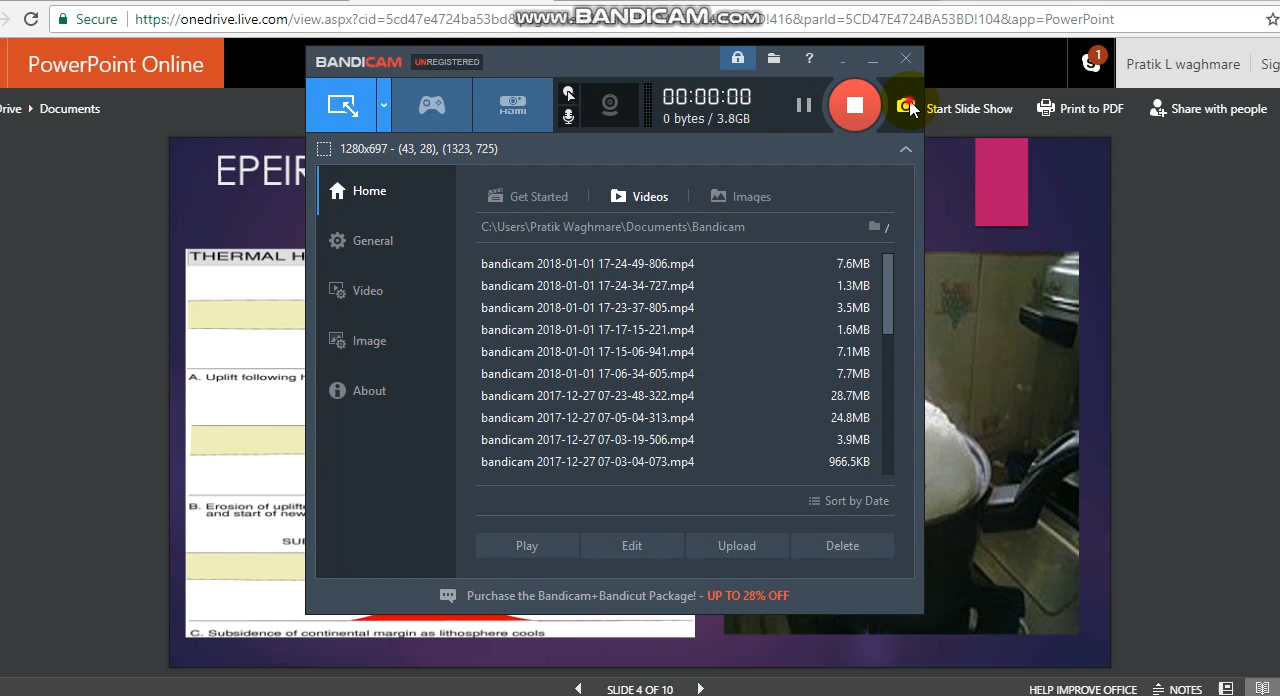 Secure
https://onedrive.live.com/view.aspx?cid=5cd47e4724ba53bd
!416&parId=5CD47E4724BA53BD!104&app=PowerPoint
www.BANDICAM.com
PowerPoint Online
1
Pratik L waghmare
Sig
rive
Documents
Start Slide Show
Print to PDF
Share with people
BANDICAM
UNREGISTERED
?
HDMI
00:00:00
0 bytes / 3.8GB
1280x697 - (43, 28), (1323, 725)
Home
General
Video
Image
About
Get Started
Videos
Images
C:\Users\Pratik Waghmare\Documents\Bandicam
/
bandicam 2018-01-01 17-24-49-806.mp4 7.6MB
bandicam 2018-01-01 17-24-34-727.mp4 1.3MB
bandicam 2018-01-01 17-23-37-805.mp4 3.5MB
bandicam 2018-01-01 17-17-15-221.mp4 1.6MB
bandicam 2018-01-01 17-15-06-941.mp4 7.1MB
bandicam 2018-01-01 17-06-34-605.mp4 7.7MB
bandicam 2017-12-27 07-23-48-322.mp4 28.7MB
bandicam 2017-12-27 07-05-04-313.mp4 24.8MB
bandicam 2017-12-27 07-03-19-506.mp4 3.9MB
bandicam 2017-12-27 07-03-04-073.mp4 966.5KB
Sort by Date
Play
Edit
Upload
Delete
Purchase the Bandicam+Bandicut Package! - UP TO 28% OFF
EPEIR
THERMAL H
A. Uplift following h
B. Erosion of uplift
and start of new
SU
C. Subsidence of continental margin as lithosphere cools
SLIDE 4 OF 10
HELP IMPROVE OFFICE
NOTES